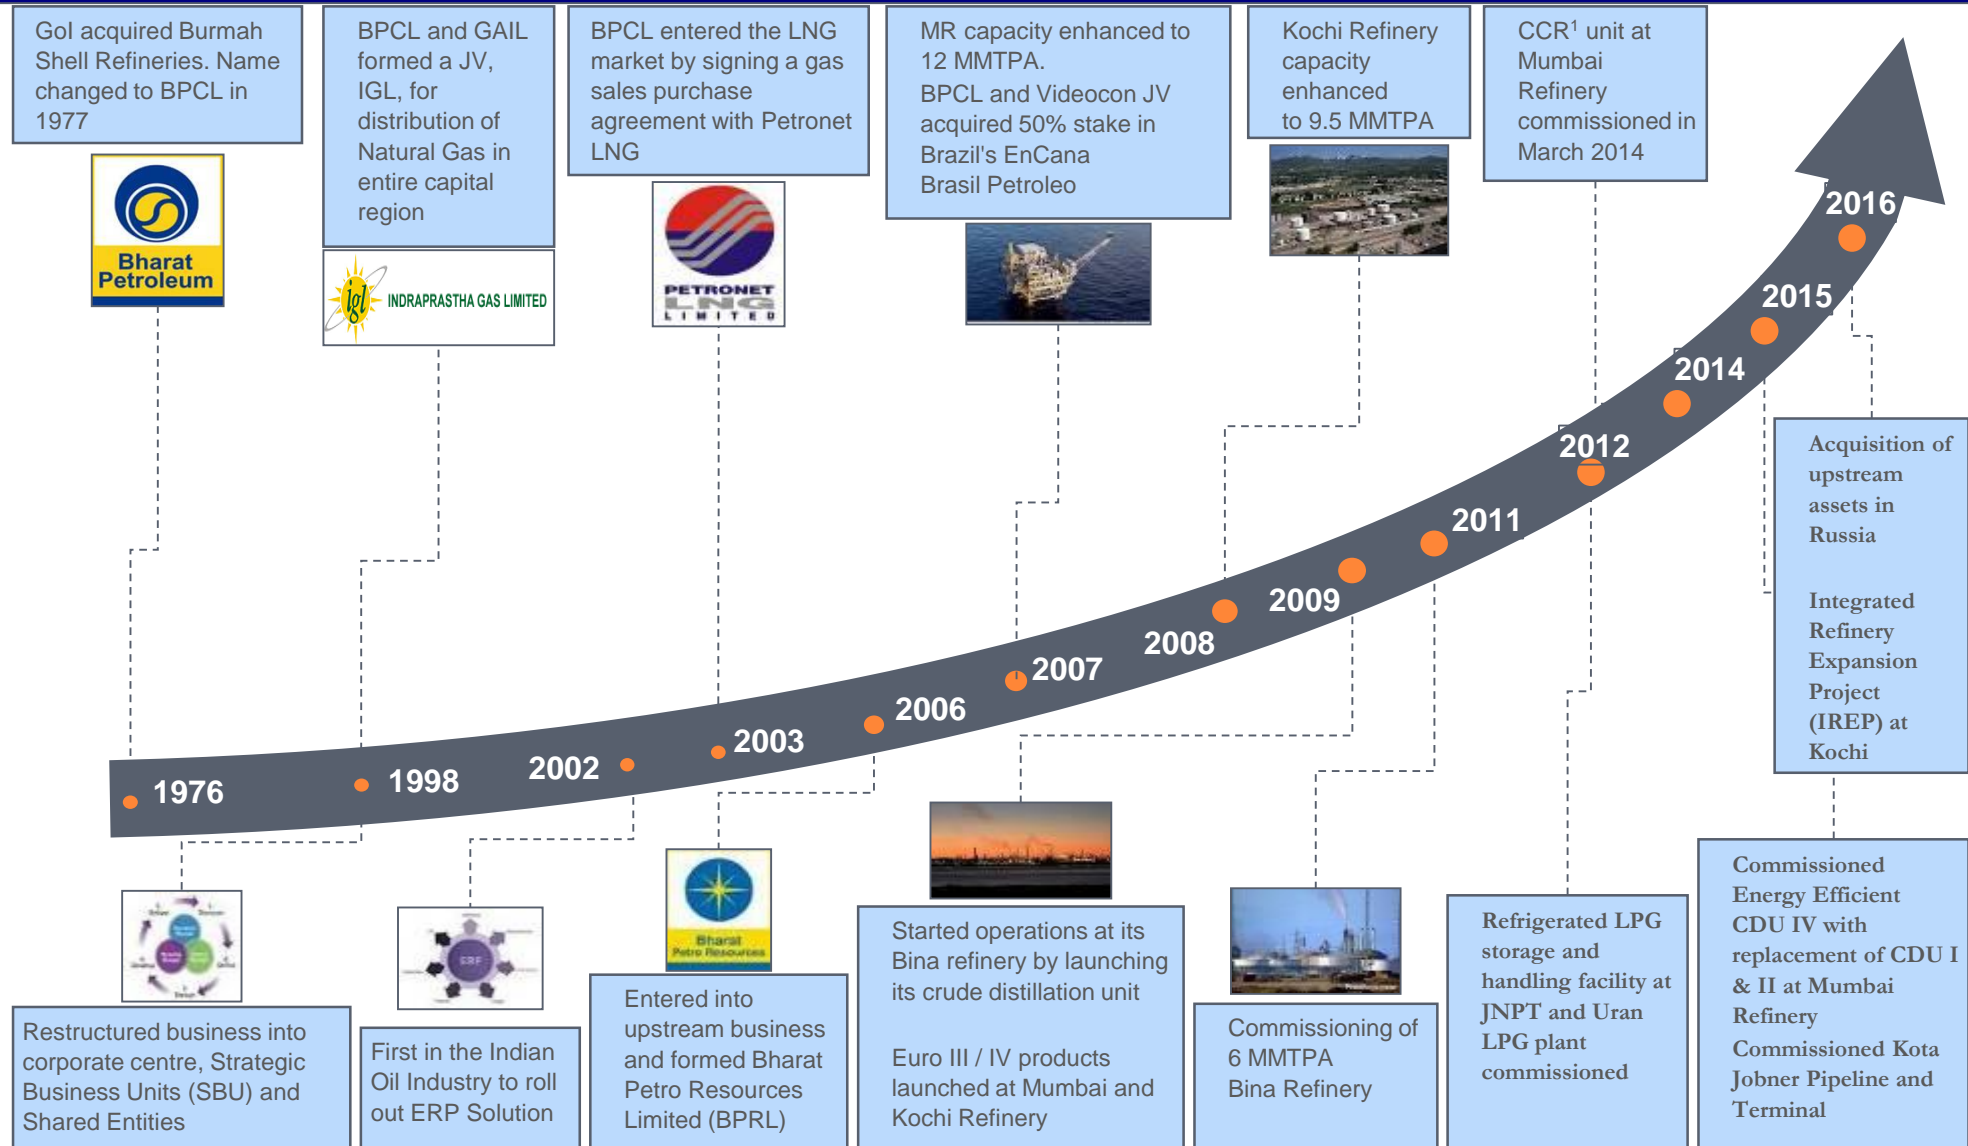 GoI acquired Burmah
Shell Refineries. Name
changed to BPCL in
1977
BPCL and GAIL
formed a JV,
IGL, for
distribution of
Natural Gas in
entire capital
region
BPCL entered the LNG
market by signing a gas
sales purchase
agreement with Petronet
LNG
MR capacity enhanced to
12 MMTPA.
BPCL and Videocon JV
acquired 50% stake in
Brazil's EnCana
Brasil Petroleo
Kochi Refinery
capacity
enhanced
to 9.5 MMTPA
CCR¹ unit at
Mumbai
Refinery
commissioned in
March 2014
Bharat
Petroleum
igl INDRAPRASTHA GAS LIMITED
PETRONET
LNG
LIMITED
1976
1998
2002
2003
2006
2007
2008
2009
2011
2012
2014
2015
2016
Acquisition of
upstream
assets in
Russia
Integrated
Refinery
Expansion
Project
(IREP) at
Kochi
ERP
Bharat
Petro Resources
Restructured business into
corporate centre, Strategic
Business Units (SBU) and
Shared Entities
First in the Indian
Oil Industry to roll
out ERP Solution
Entered into
upstream business
and formed Bharat
Petro Resources
Limited (BPRL)
Started operations at its
Bina refinery by launching
its crude distillation unit
Euro III / IV products
launched at Mumbai and
Kochi Refinery
Commissioning of
6 MMTPA
Bina Refinery
Refrigerated LPG
storage and
handling facility at
JNPT and Uran
LPG plant
commissioned
Commissioned
Energy Efficient
CDU IV with
replacement of CDU I
& II at Mumbai
Refinery
Commissioned Kota
Jobner Pipeline and
Terminal